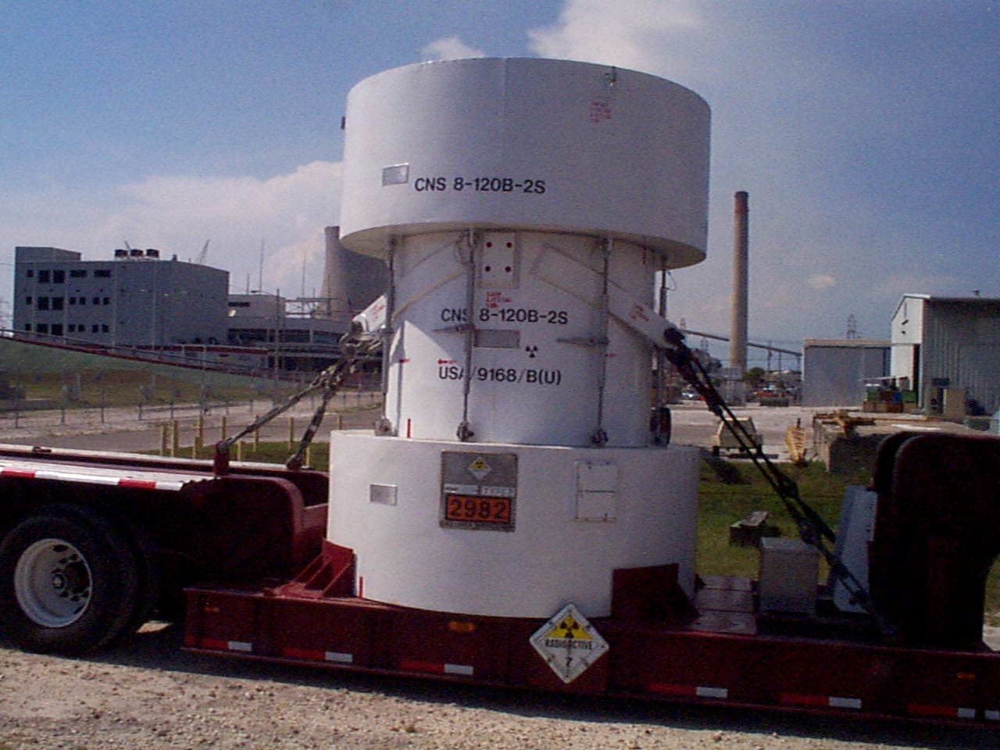 CNS 8-120B-2S
CNS 8-120B-2S
USA/9168/B(U)
2982
RADIOACTIVE
7